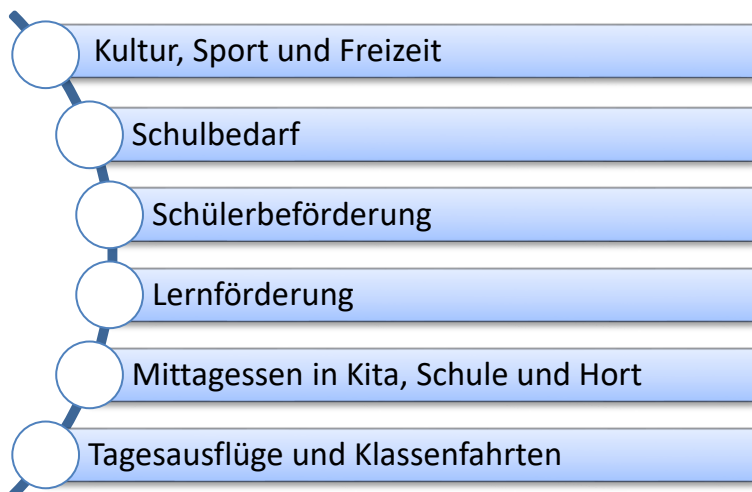 Kultur, Sport und Freizeit
Schulbedarf
Schülerbeförderung
Lernförderung
Mittagessen in Kita, Schule und Hort
Tagesausflüge und Klassenfahrten